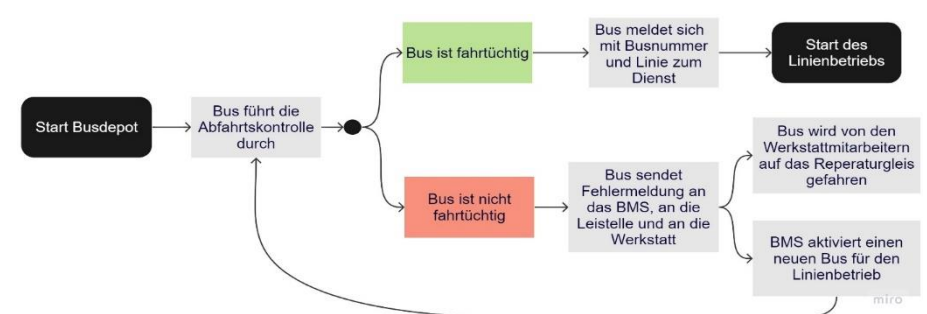 Start Busdepot
Bus führt die
Abfahrtskontrolle
durch
Bus ist fahrtüchtig
Bus meldet sich
mit Busnummer
und Linie zum
Dienst
Start des
Linienbetriebs
Bus ist nicht
fahrtüchtig
Bus sendet
Fehlermeldung an
das BMS, an die
Leistelle und an die
Werkstatt
Bus wird von den
Werkstattmitarbeitern
auf das Reperaturgleis
gefahren
BMS aktiviert einen
neuen Bus für den
Linienbetrieb
miro